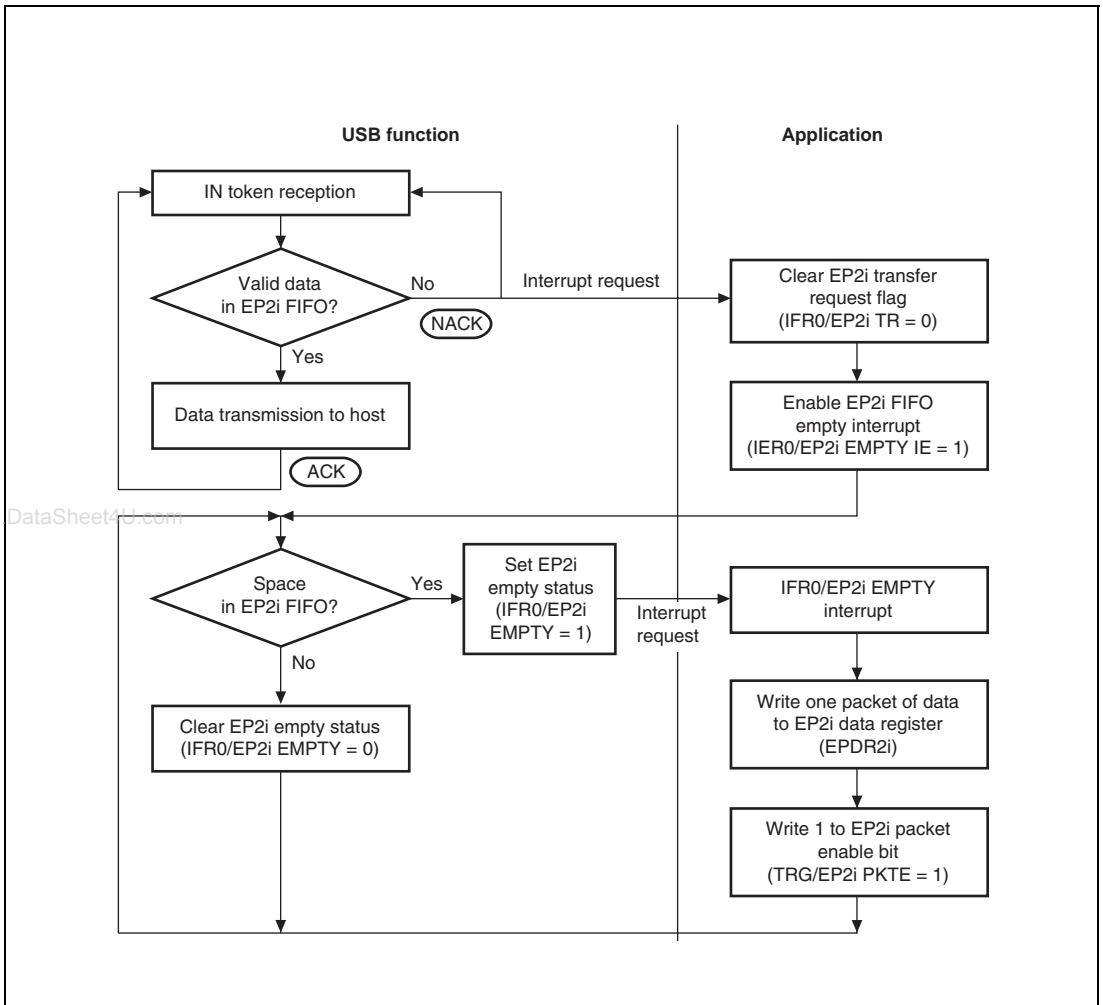 USB function
Application
IN token reception
Valid data
in EP2i FIFO?
No
NACK
Interrupt request
Clear EP2i transfer
request flag
(IFR0/EP2i TR = 0)
Yes
Data transmission to host
ACK
Enable EP2i FIFO
empty interrupt
(IER0/EP2i EMPTY IE = 1)
DataSheet4U.com
Space
in EP2i FIFO?
Yes
Set EP2i
empty status
(IFR0/EP2i
EMPTY = 1)
Interrupt
request
IFR0/EP2i EMPTY
interrupt
No
Clear EP2i empty status
(IFR0/EP2i EMPTY = 0)
Write one packet of data
to EP2i data register
(EPDR2i)
Write 1 to EP2i packet
enable bit
(TRG/EP2i PKTE = 1)